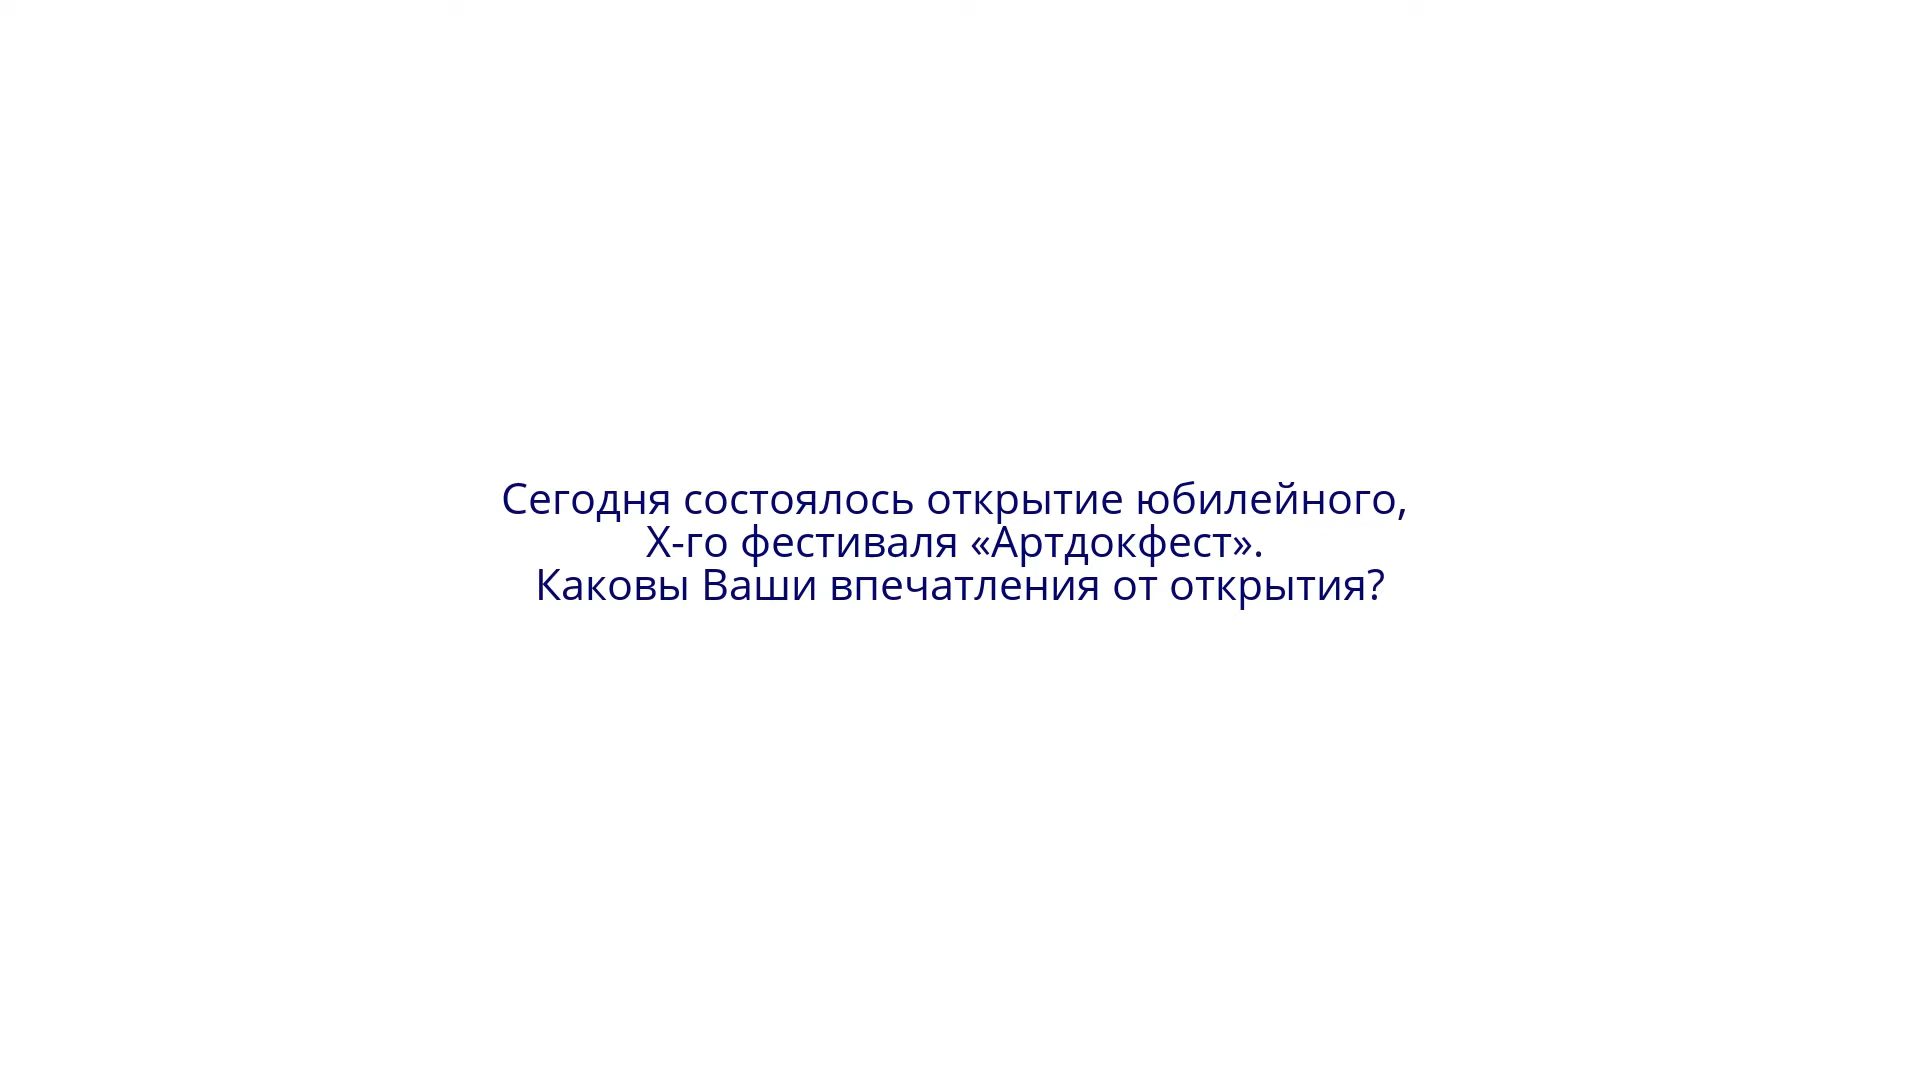 Сегодня состоялось открытие юбилейного,
X-го фестиваля «Артдокфест».
Каковы Ваши впечатления от открытия?